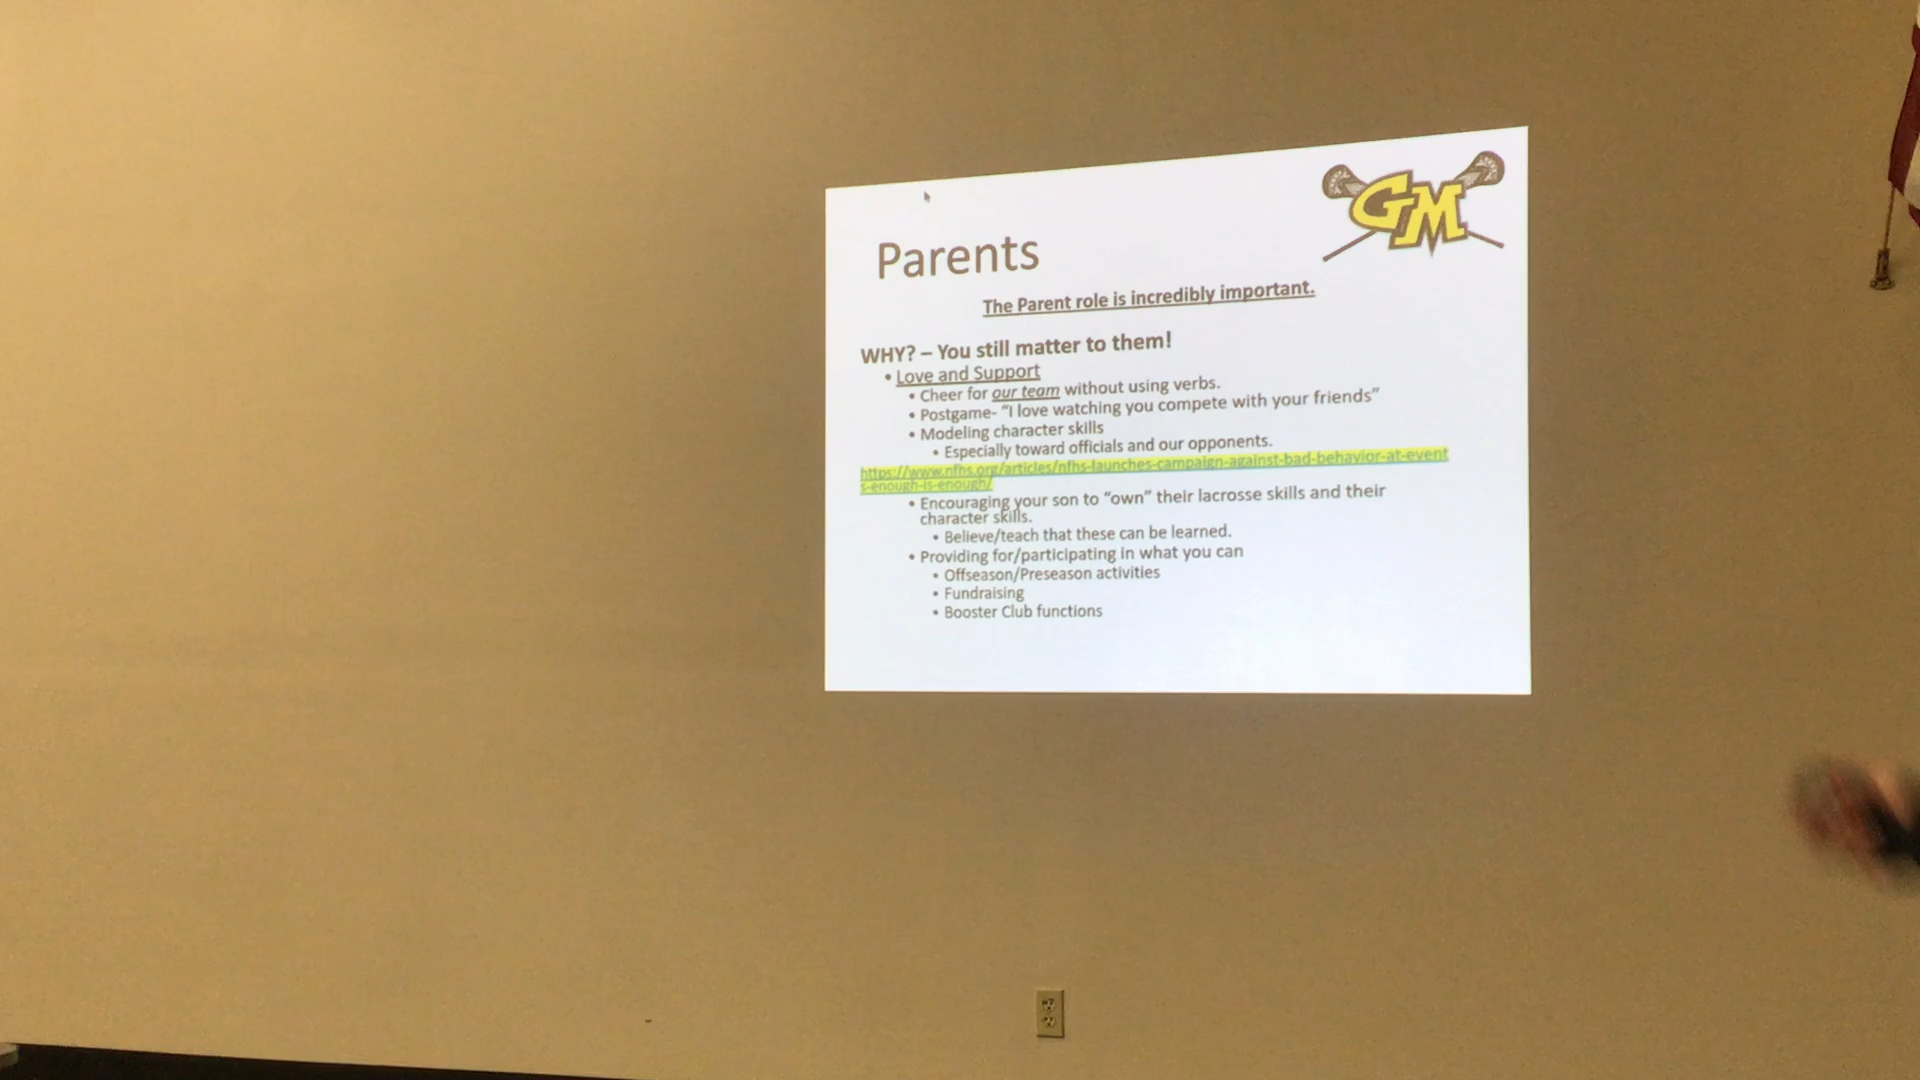 GM
Parents
The Parent role is incredibly important.
WHY? – You still matter to them!
• Love and Support
• Cheer for our team without using verbs.
• Postgame- “I love watching you compete with your friends”
• Modeling character skills
• Especially toward officials and our opponents.
https://www.nfhs.org/articles/nfhs-launches-campaign-against-bad-behavior-at-event
s-enough-is-enough/
• Encouraging your son to “own” their lacrosse skills and their
character skills.
• Believe/teach that these can be learned.
• Providing for/participating in what you can
• Offseason/Preseason activities
• Fundraising
• Booster Club functions